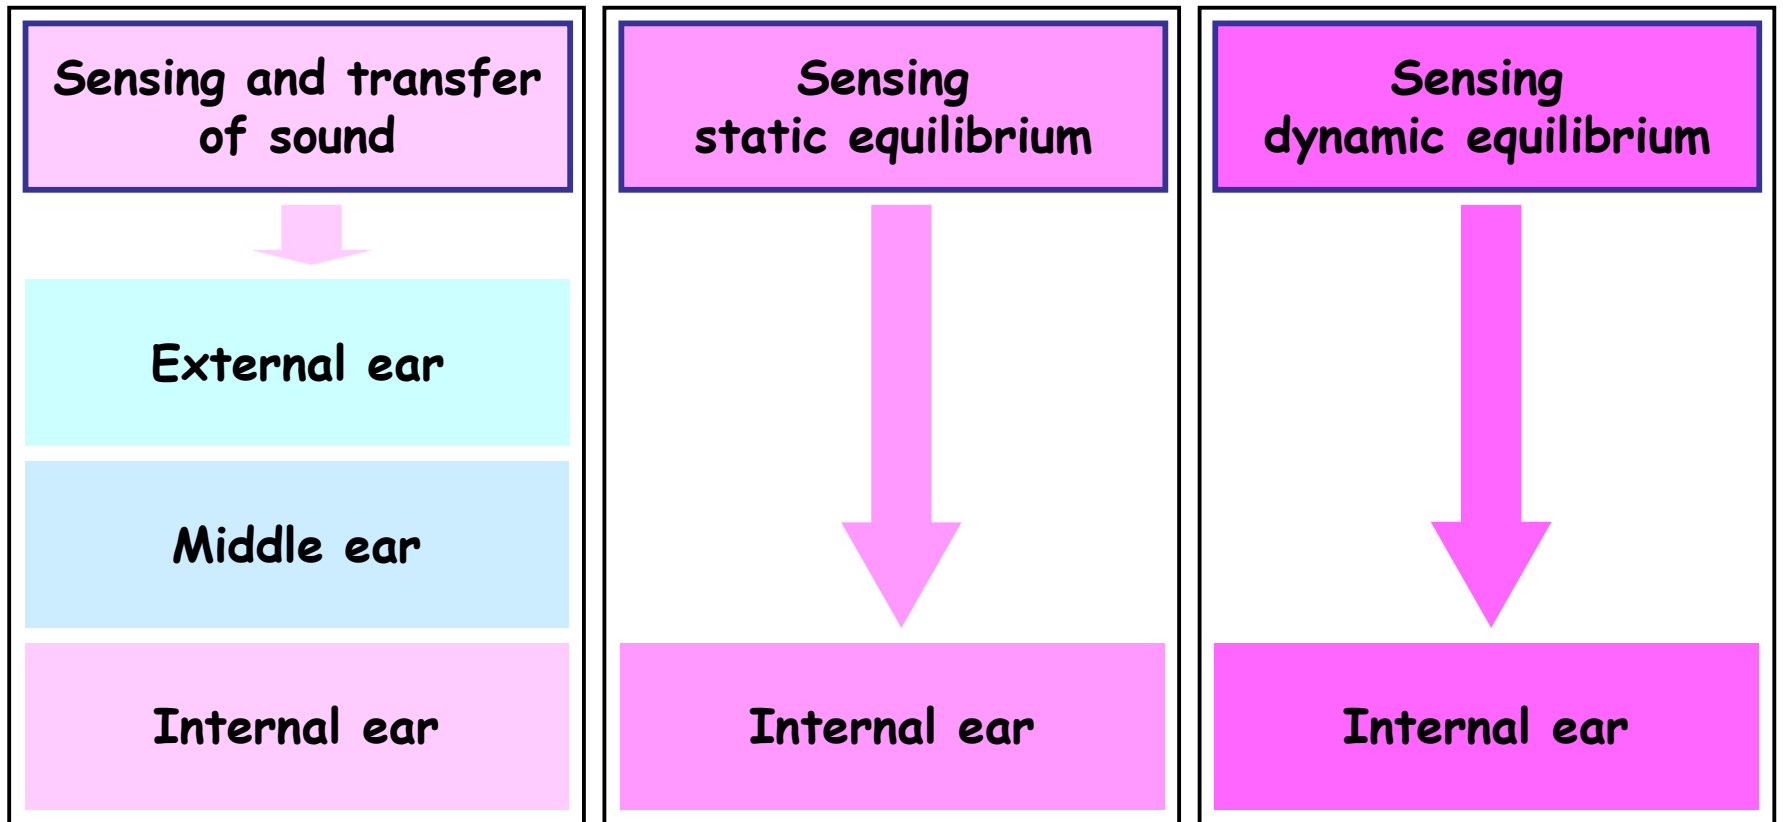 Sensing and transfer
of sound
External ear
Middle ear
Internal ear
Sensing
static equilibrium
Internal ear
Sensing
dynamic equilibrium
Internal ear